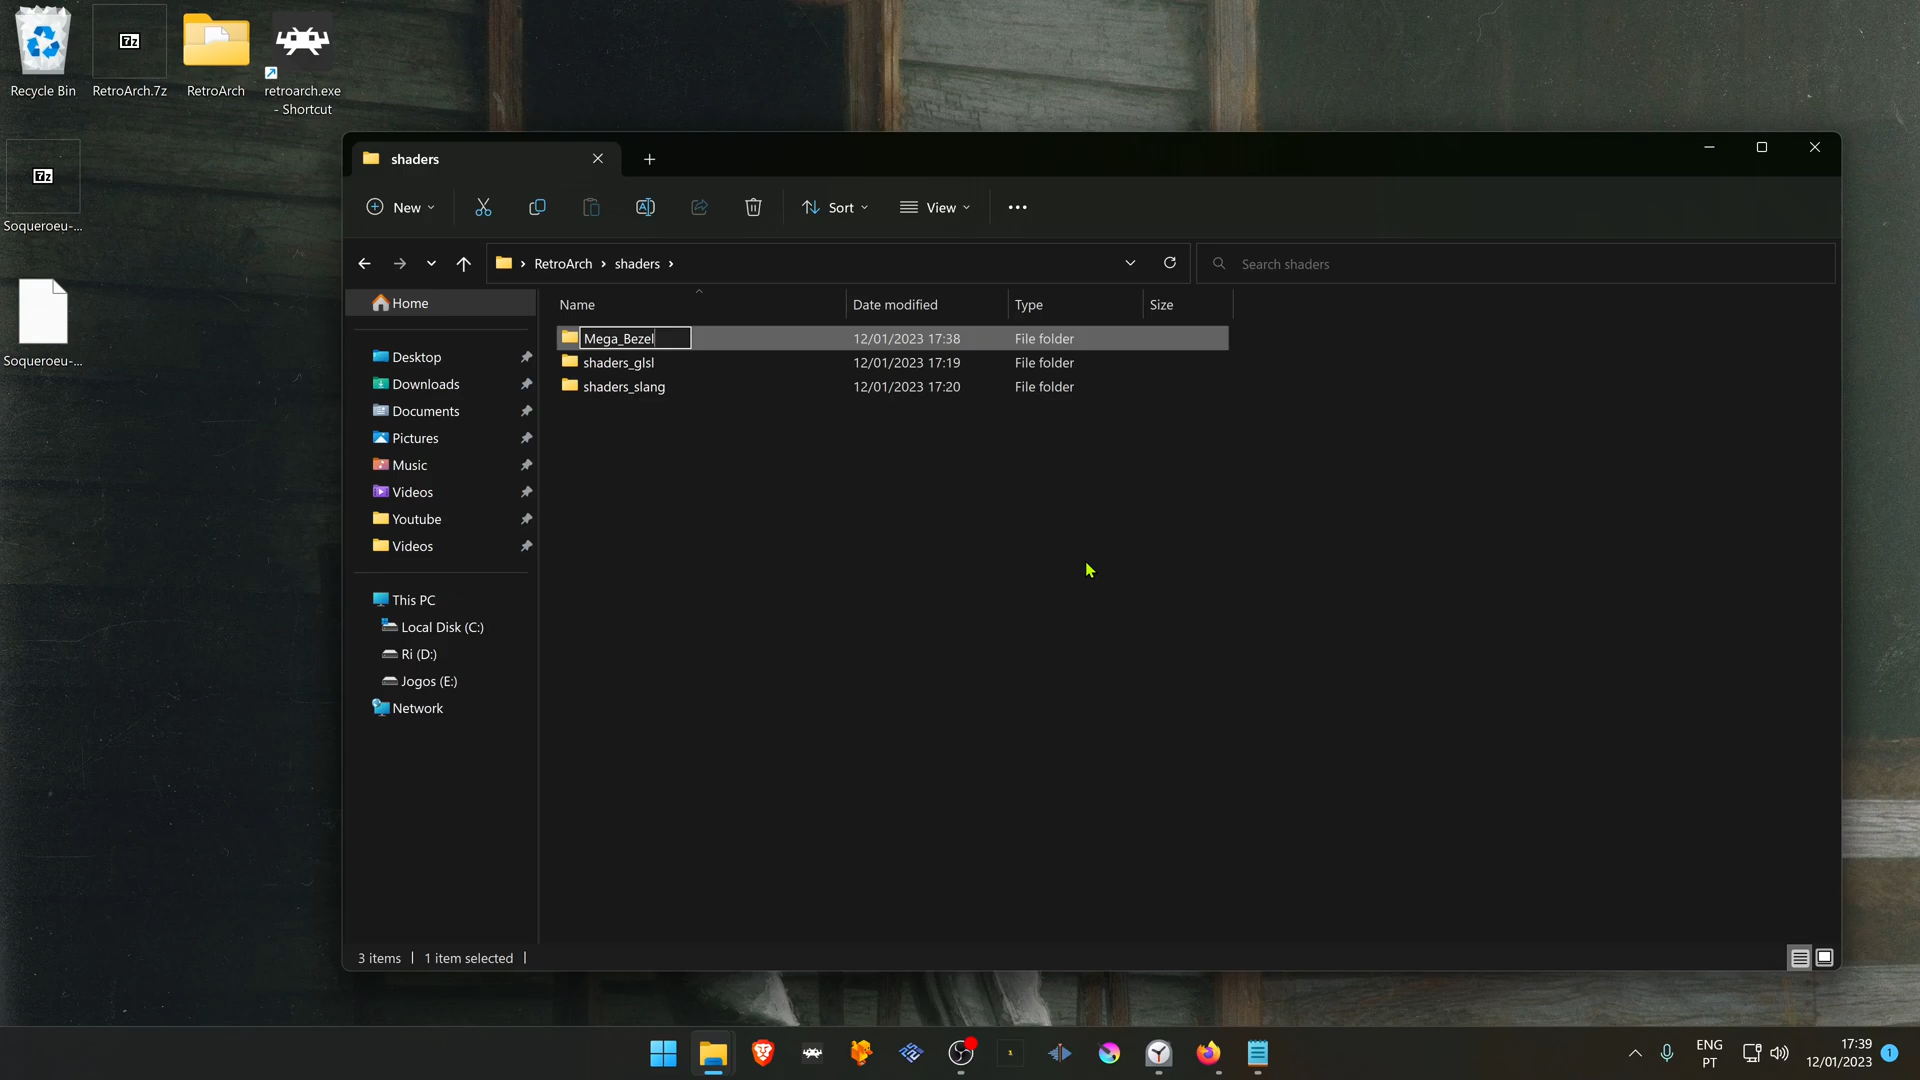 Recycle Bin
RetroArch.7z
RetroArch
retroarch.exe
- Shortcut
7z
7z
Soqueroeu-...
Soqueroeu-...
shaders
New
Sort
View
RetroArch
shaders
Search shaders
Name
Date modified
Type
Size
Mega_Bezel
12/01/2023 17:38
File folder
shaders_glsl
12/01/2023 17:19
File folder
shaders_slang
12/01/2023 17:20
File folder
Home
Desktop
Downloads
Documents
Pictures
Music
Videos
Youtube
Videos
This PC
Local Disk (C:)
Ri (D:)
Jogos (E:)
Network
3 items
1 item selected
ENG
PT
17:39
12/01/2023
1